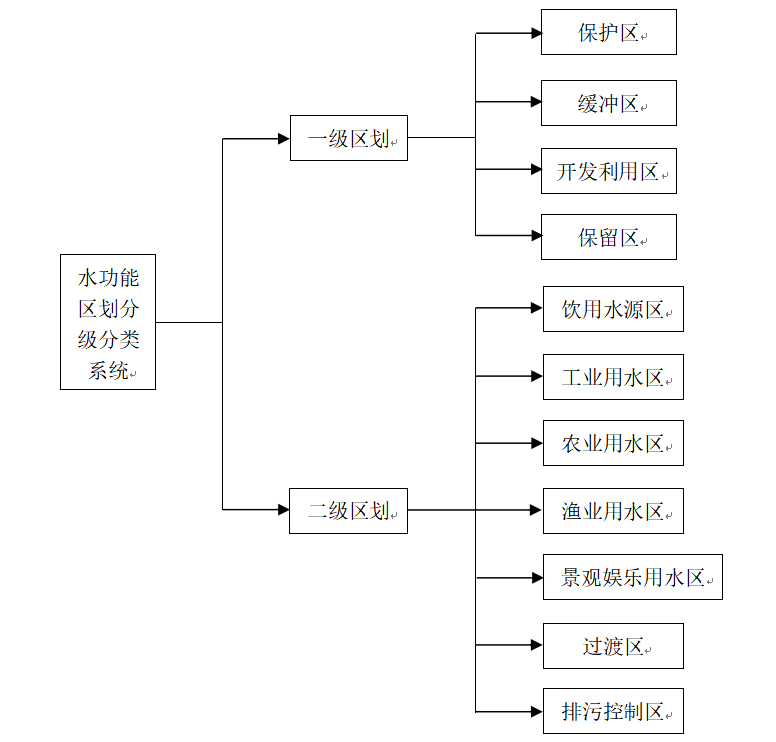 水功能
区划分
级分类
系统
一级区划
保护区
缓冲区
开发利用区
保留区
二级区划
饮用水源区
工业用水区
农业用水区
渔业用水区
景观娱乐用水区
过渡区
排污控制区